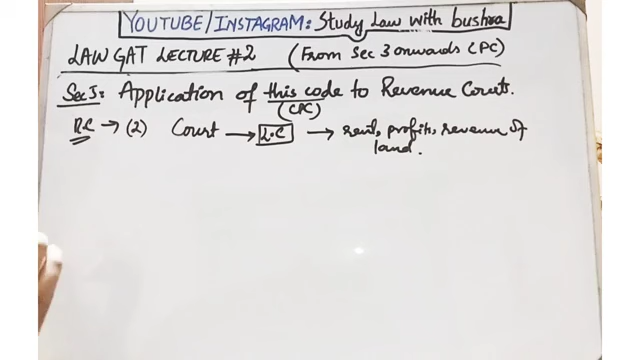 YOUTUBE/INSTAGRAM: Study Law with bushra
LAW GAT LECTURE #2 (From Sec 3 onwards CPC)
Sec 5: Application of this code to Revenue Courts.
(CPC)
R.C → (2) Court → L.C → rent, profits, revenue of
land.